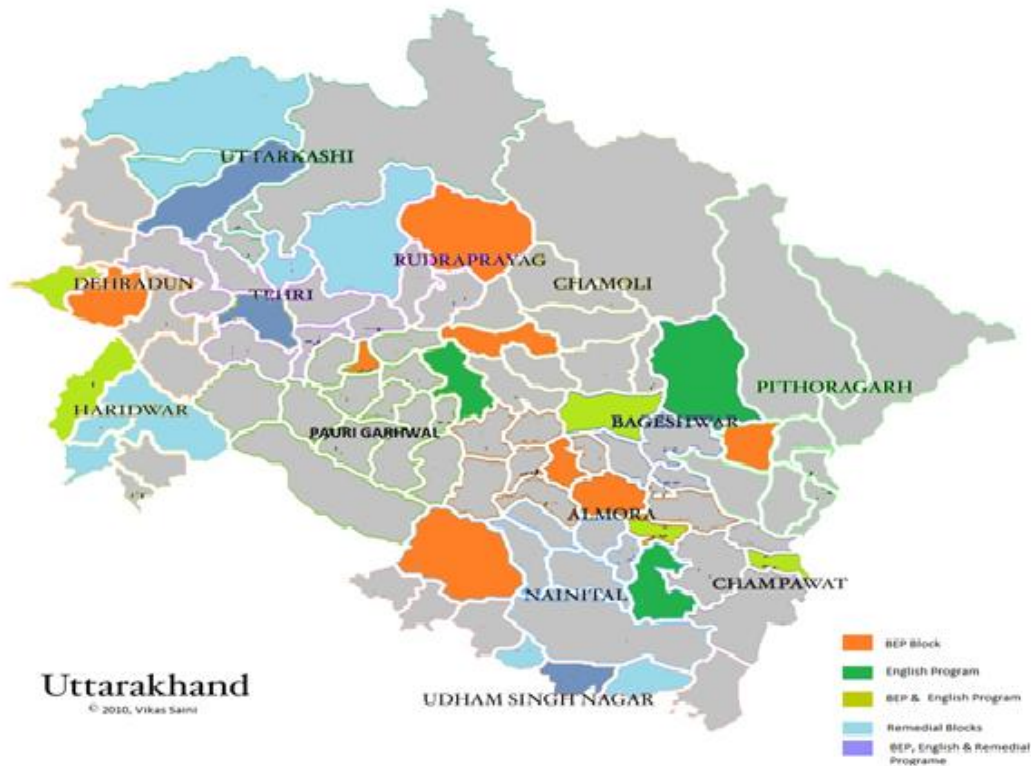 UTTARKASHI
RUDRAPRAYAG
DEHRADUN
TEHRI
CHAMOLI
PITHORAGARH
HARIDWAR
PAURI GARHWAL
BAGESHWAR
ALMORA
CHAMPAWAT
NAINITAL
UDHAM SINGH NAGAR
Uttarakhand
© 2010, Vikas Saini
BEP Block
English Program
BEP & English Program
Remedial Blocks
BEP, English & Remedial
Programe